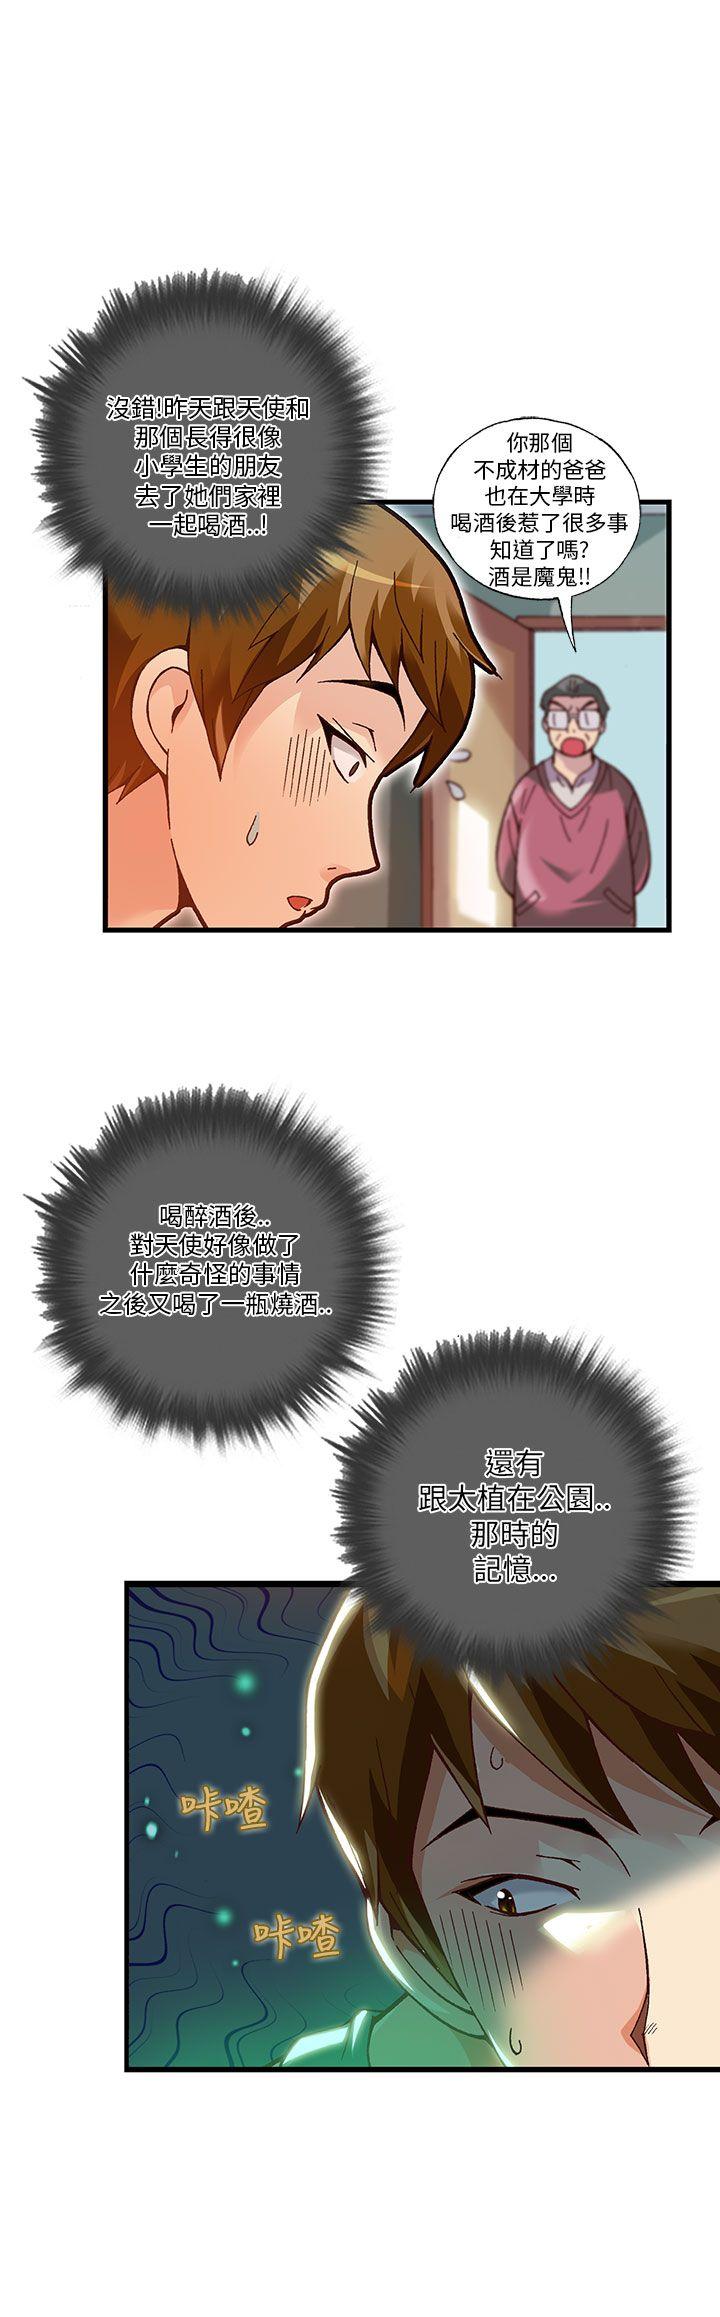 沒錯!昨天跟天使和
那個長得很像
小學生的朋友
去了她們家裡
一起喝酒..!
你那個
不成材的爸爸
也在大學時
喝酒後惹了很多事
知道了嗎?
酒是魔鬼!!
喝醉酒後..
對天使好像做了
什麼奇怪的事情
之後又喝了一瓶燒酒..
還有
跟太植在公園..
那時的
記憶...
咔喳
咔喳